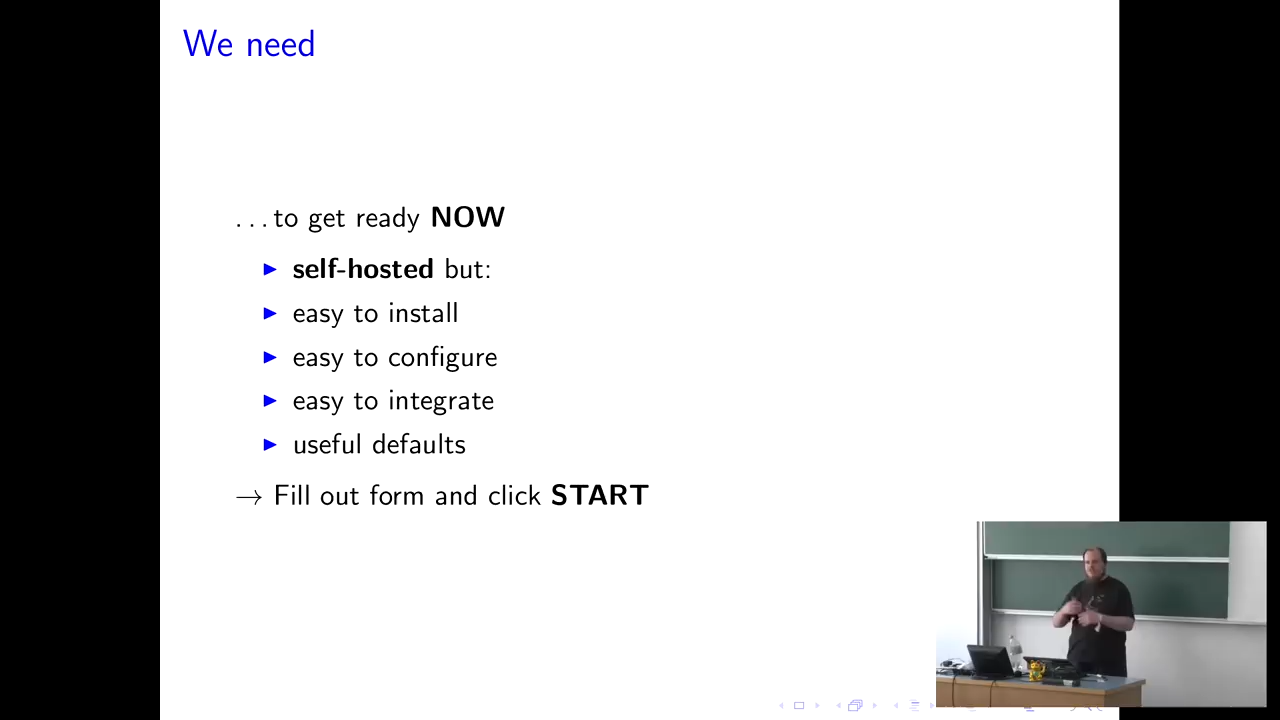 We need
. . . to get ready NOW
▶ self-hosted but:
▶ easy to install
▶ easy to configure
▶ easy to integrate
▶ useful defaults
→ Fill out form and click START